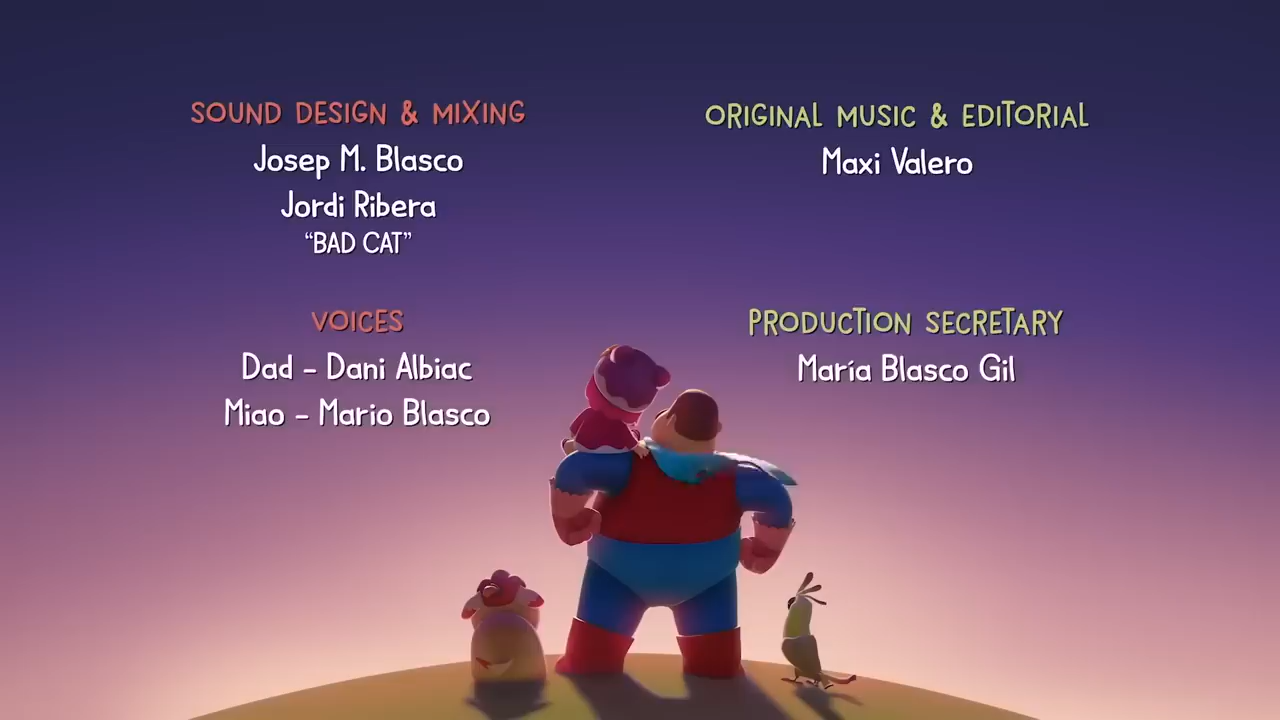 SOUND DESIGN & MIXING
Josep M. Blasco
Jordi Ribera
“BAD CAT”
ORIGINAL MUSIC & EDITORIAL
Maxi Valero
VOICES
Dad - Dani Albiac
Miao - Mario Blasco
PRODUCTION SECRETARY
María Blasco Gil